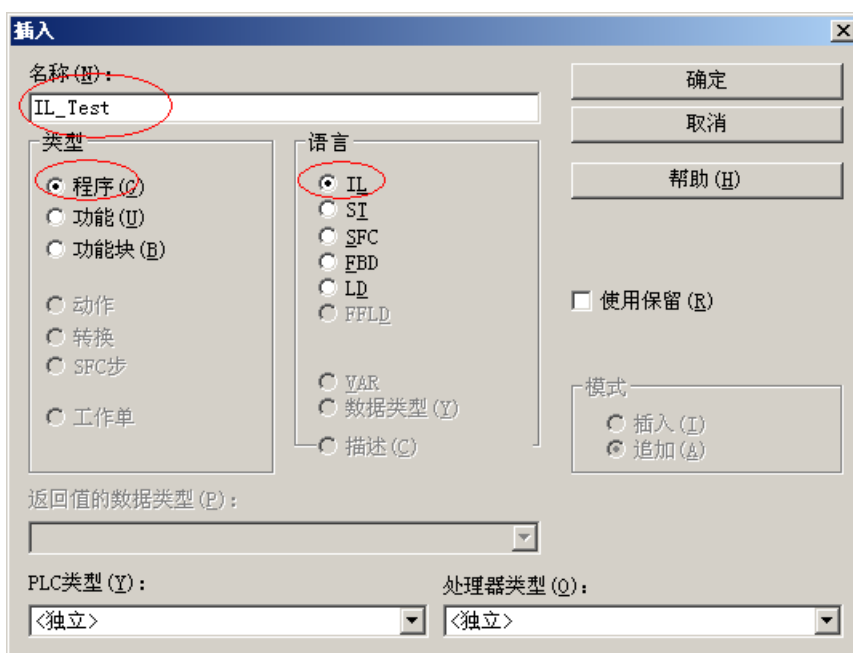 插入
名称(N):
IL_Test
确定
取消
帮助(H)
类型
程序(G)
功能(U)
功能块(B)
动作
转换
SFC步
工作单
语言
IL
ST
SFC
FBD
LD
FFLD
VAR
数据类型(Y)
描述(C)
使用保留(R)
模式
插入(I)
追加(A)
返回值的数据类型(P):
PLC类型(Y):
<独立>
处理器类型(O):
<独立>